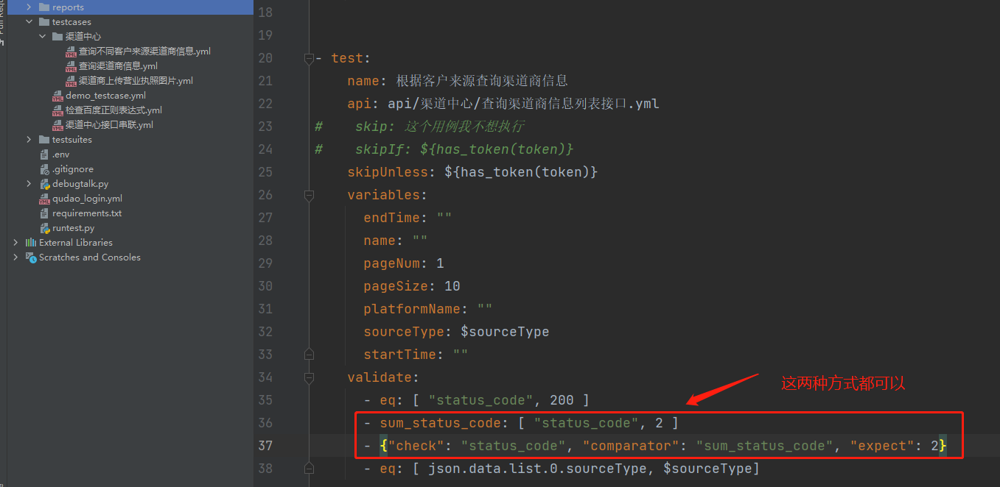 reports
testcases
渠道中心
查询不同客户来源渠道商信息.yml
查询渠道商信息.yml
渠道商上传营业执照图片.yml
demo_testcase.yml
检查百度正则表达式.yml
渠道中心接口串联.yml
testsuites
.env
.gitignore
debugtalk.py
qudao_login.yml
requirements.txt
runtest.py
External Libraries
Scratches and Consoles
18
19
20 - test:
21 name: 根据客户来源查询渠道商信息
22 api: api/渠道中心/查询渠道商信息列表接口.yml
23 # skip: 这个用例我不想执行
24 # skipIf: ${has_token(token)}
25 skipUnless: ${has_token(token)}
26 variables:
27 endTime: ""
28 name: ""
29 pageNum: 1
30 pageSize: 10
31 platformName: ""
32 sourceType: $sourceType
33 startTime: ""
34 validate:
这两种方式都可以
35 - eq: [ "status_code", 200 ]
36 - sum_status_code: [ "status_code", 2 ]
37 - {"check": "status_code", "comparator": "sum_status_code", "expect": 2}
38 - eq: [ json.data.list.0.sourceType, $sourceType]